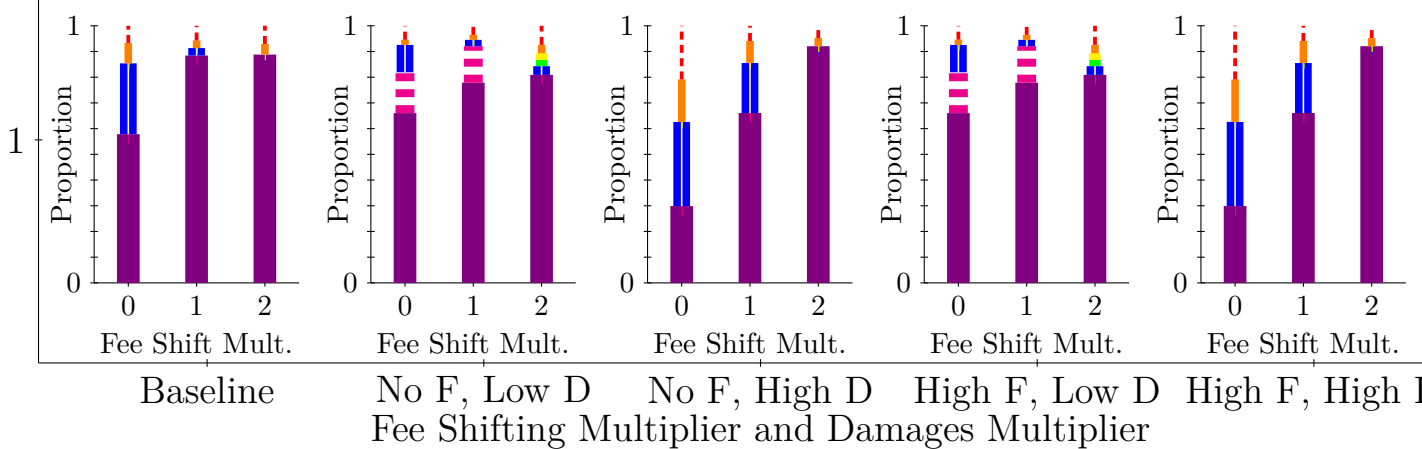 1 1 1 1 1
Proportion Proportion Proportion Proportion Proportion
1
0 0 0 0 0
0 1 2 0 1 2 0 1 2 0 1 2 0 1 2
Fee Shift Mult. Fee Shift Mult. Fee Shift Mult. Fee Shift Mult. Fee Shift Mult.
Baseline No F, Low D No F, High D High F, Low D High F, High
Fee Shifting Multiplier and Damages Multiplier